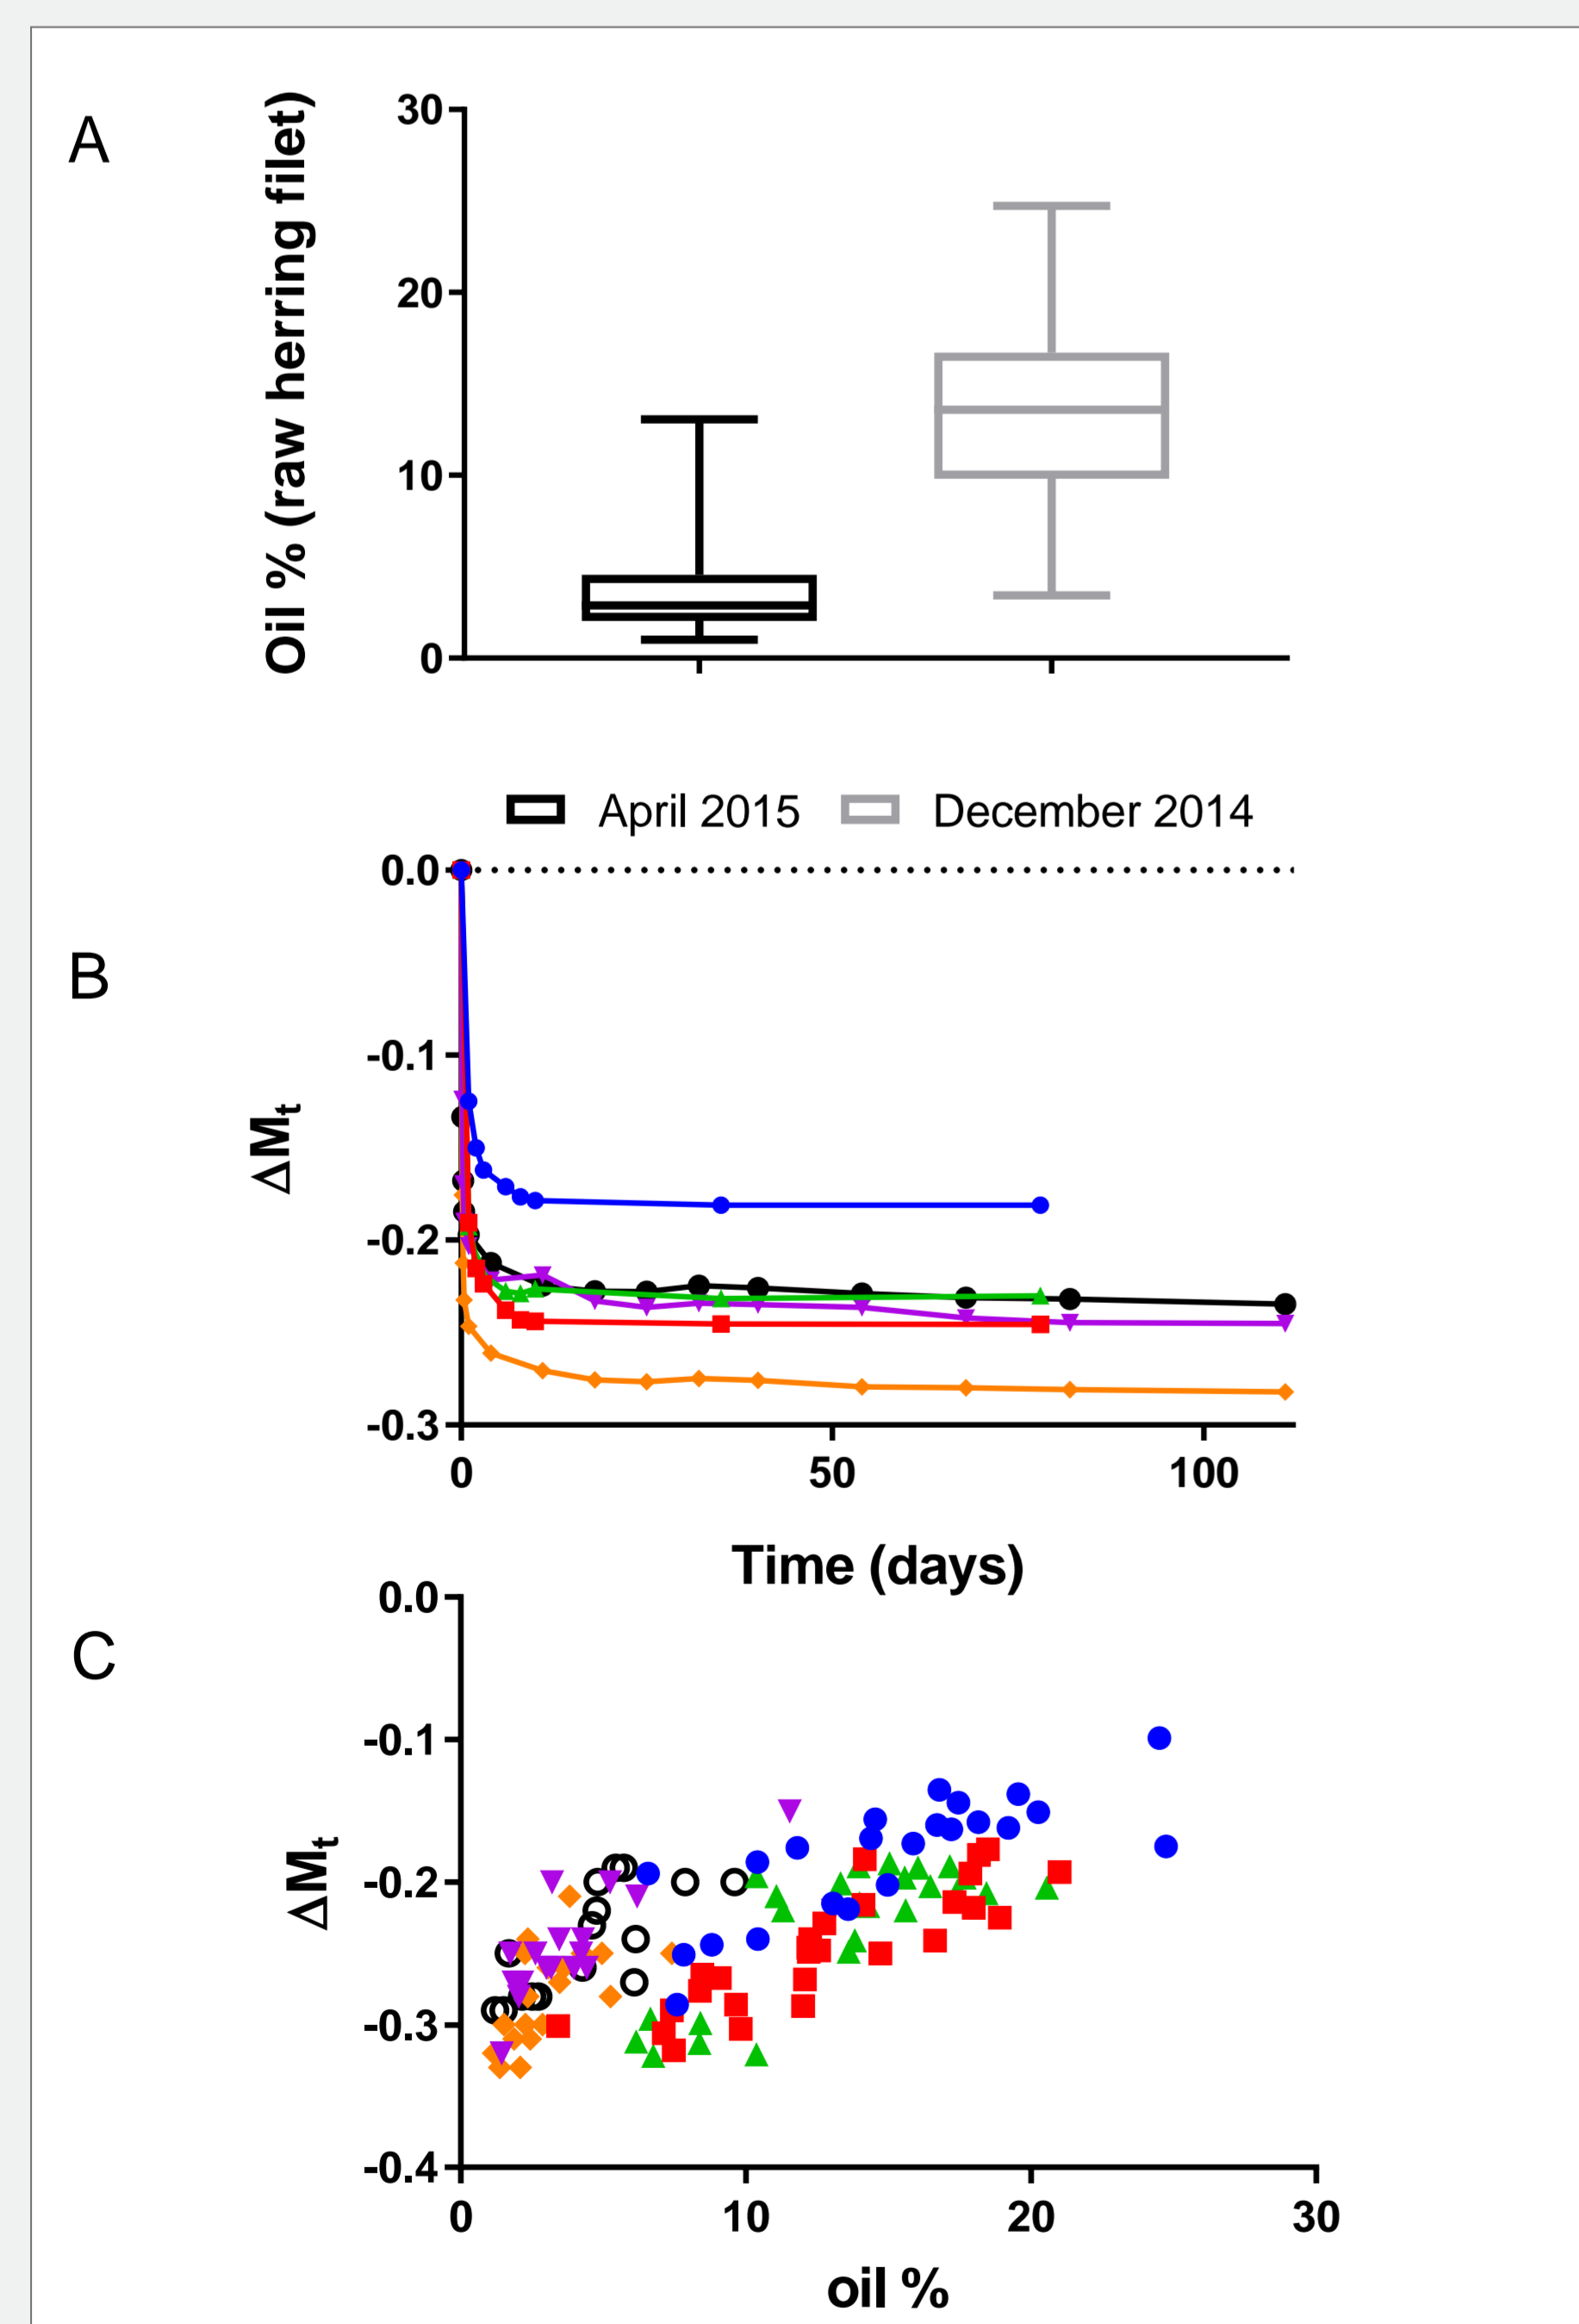 A
Oil % (raw herring filet)
30
20
10
0
April 2015
December 2014
B
ΔMt
0.0
-0.1
-0.2
-0.3
0
50
100
Time (days)
C
ΔMt
0.0
-0.1
-0.2
-0.3
-0.4
0
10
20
30
oil %